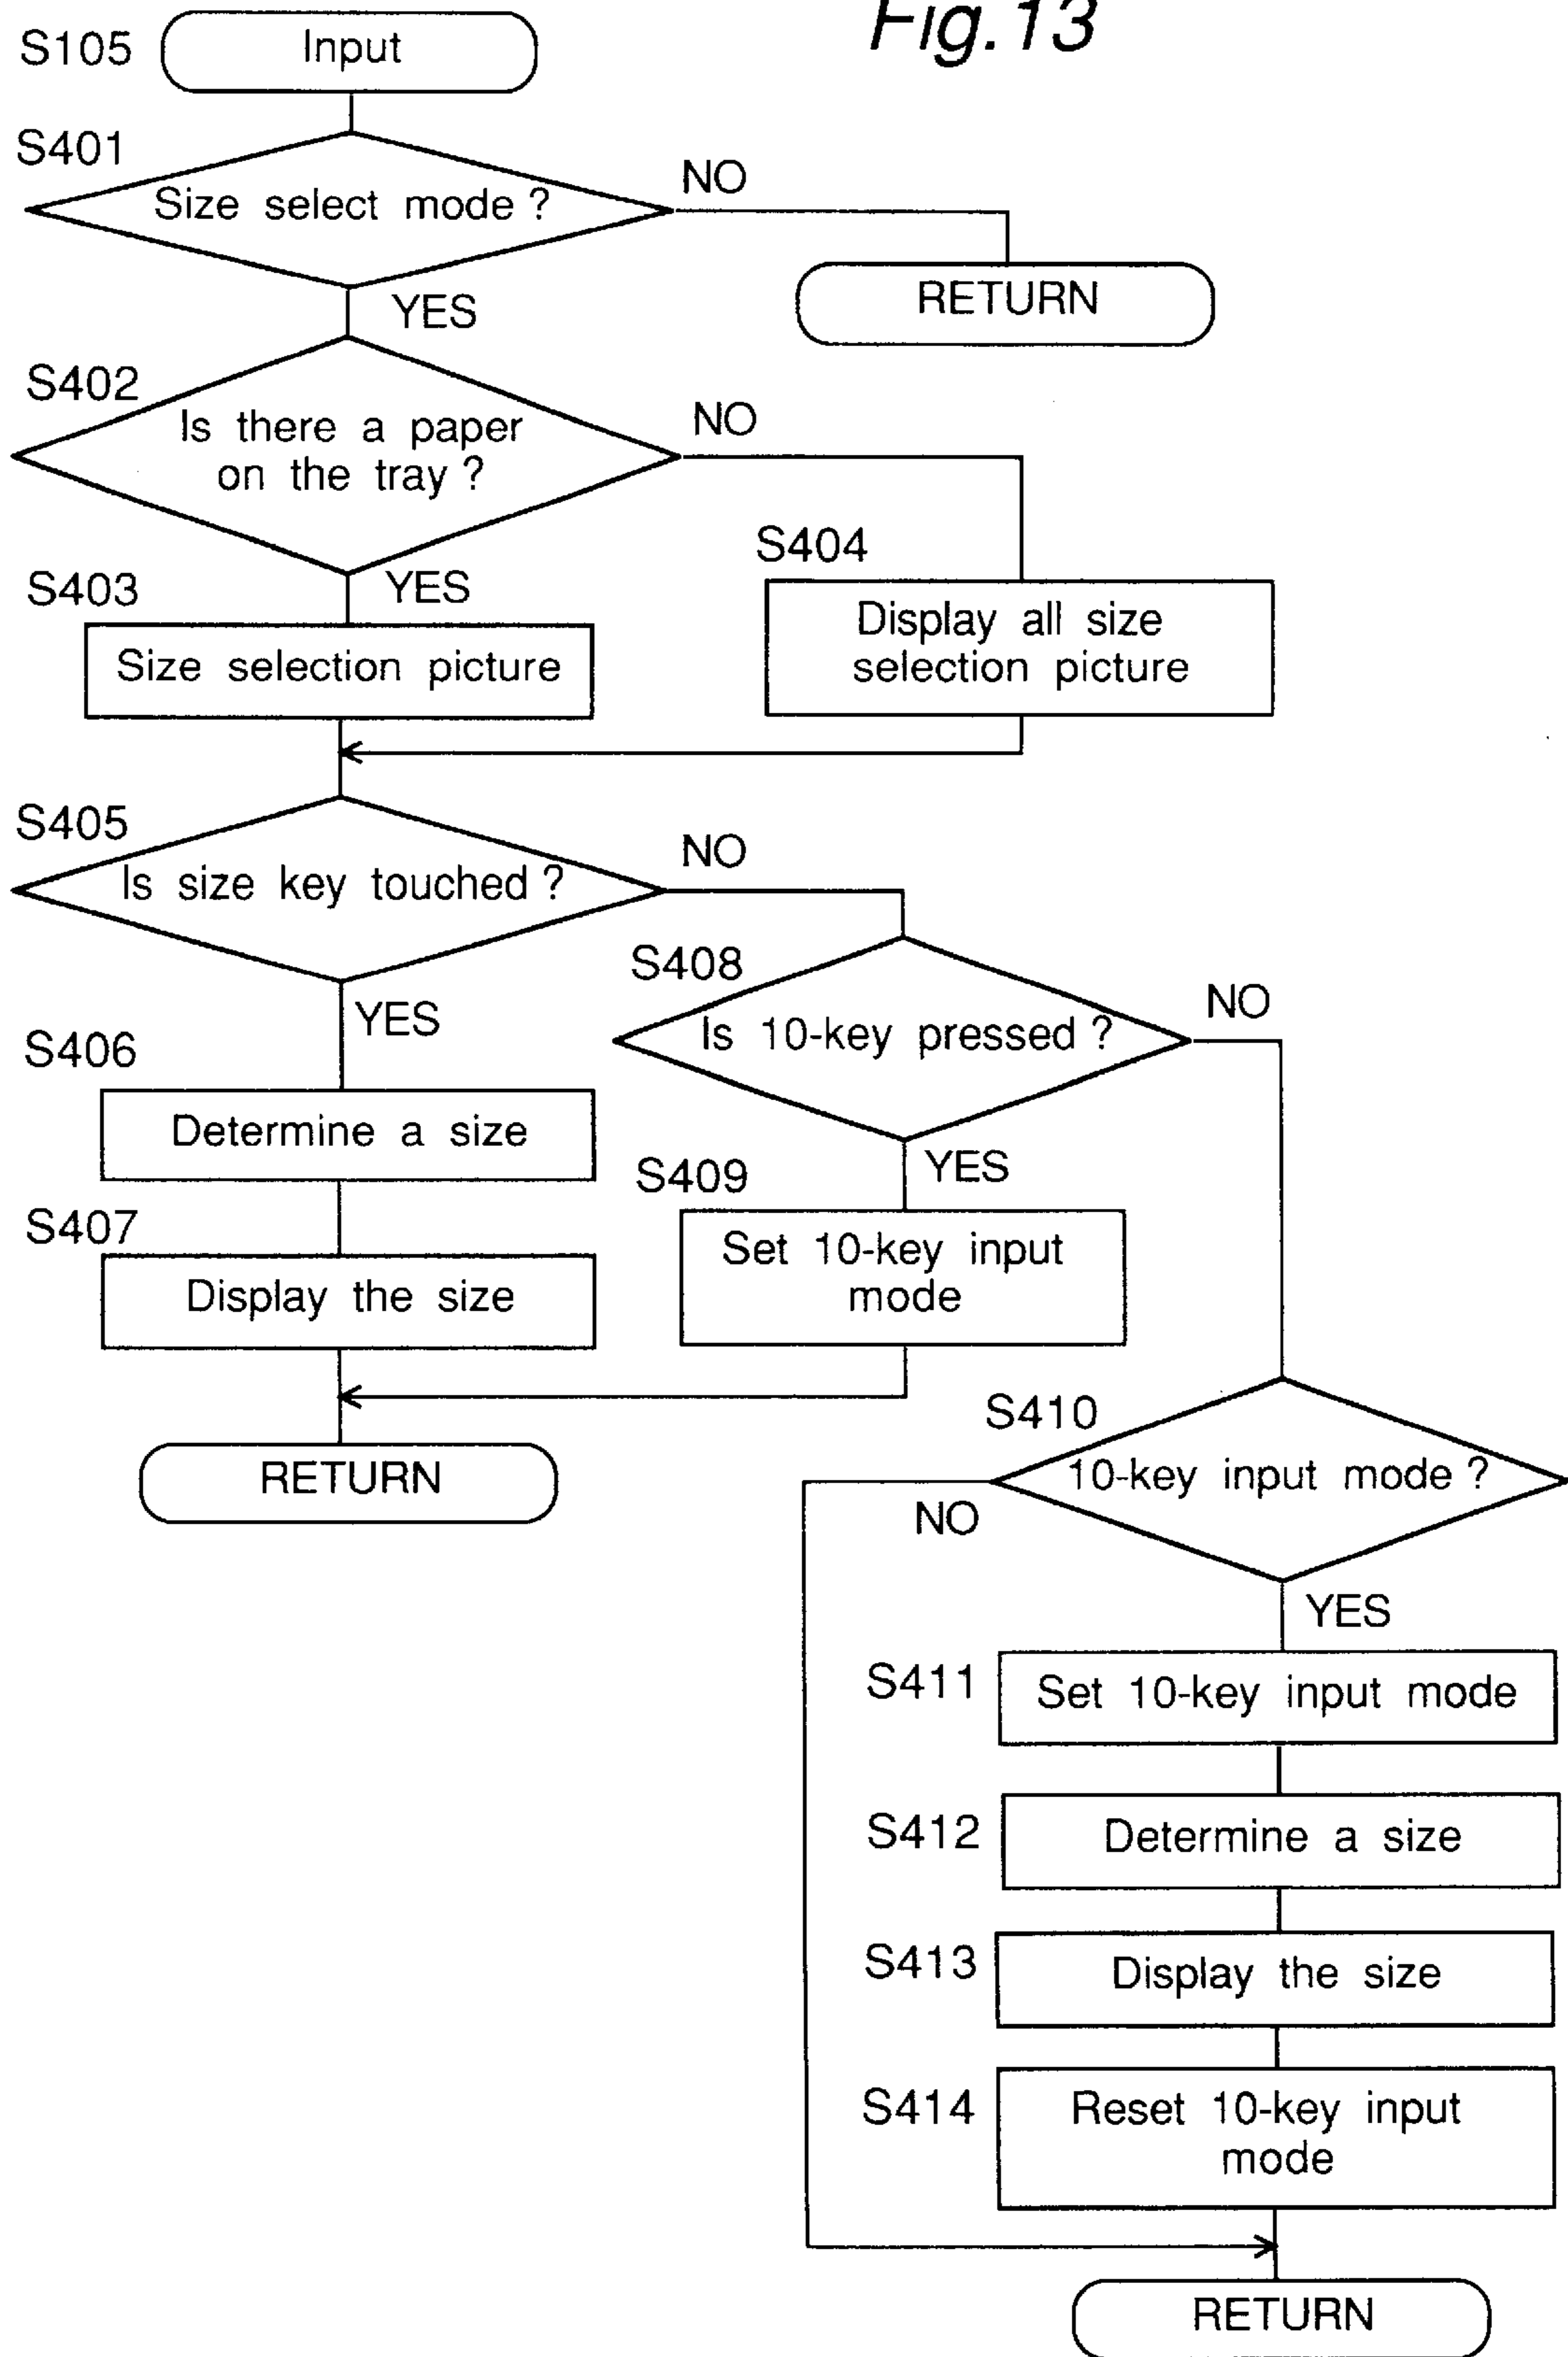 Fig.13
S105
Input
S401
Size select mode ?
NO
RETURN
YES
S402
Is there a paper
on the tray ?
NO
YES
S403
Size selection picture
S404
Display all size
selection picture
S405
Is size key touched ?
NO
YES
S406
Determine a size
S407
Display the size
RETURN
S408
Is 10-key pressed ?
NO
YES
S409
Set 10-key input
mode
S410
10-key input mode ?
NO
YES
S411
Set 10-key input mode
S412
Determine a size
S413
Display the size
S414
Reset 10-key input
mode
RETURN